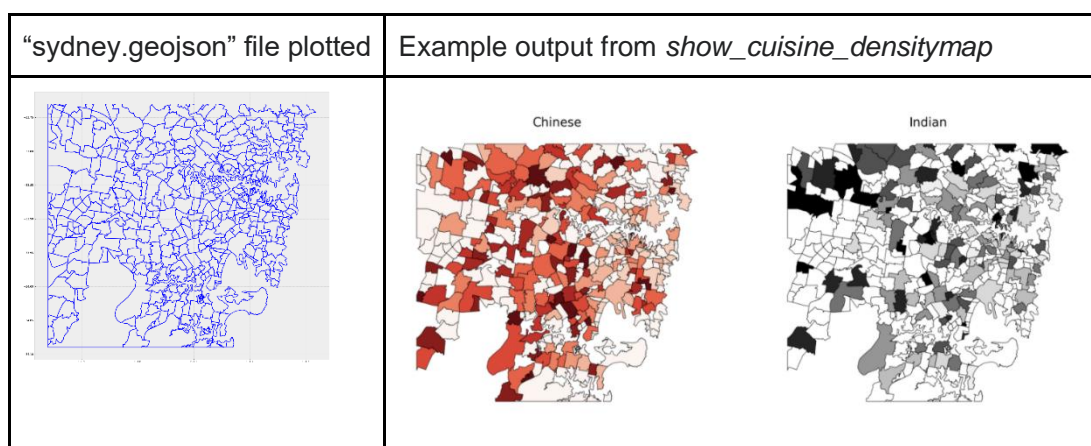 “sydney.geojson” file plotted
Example output from show_cuisine_densitymap
Chinese
Indian